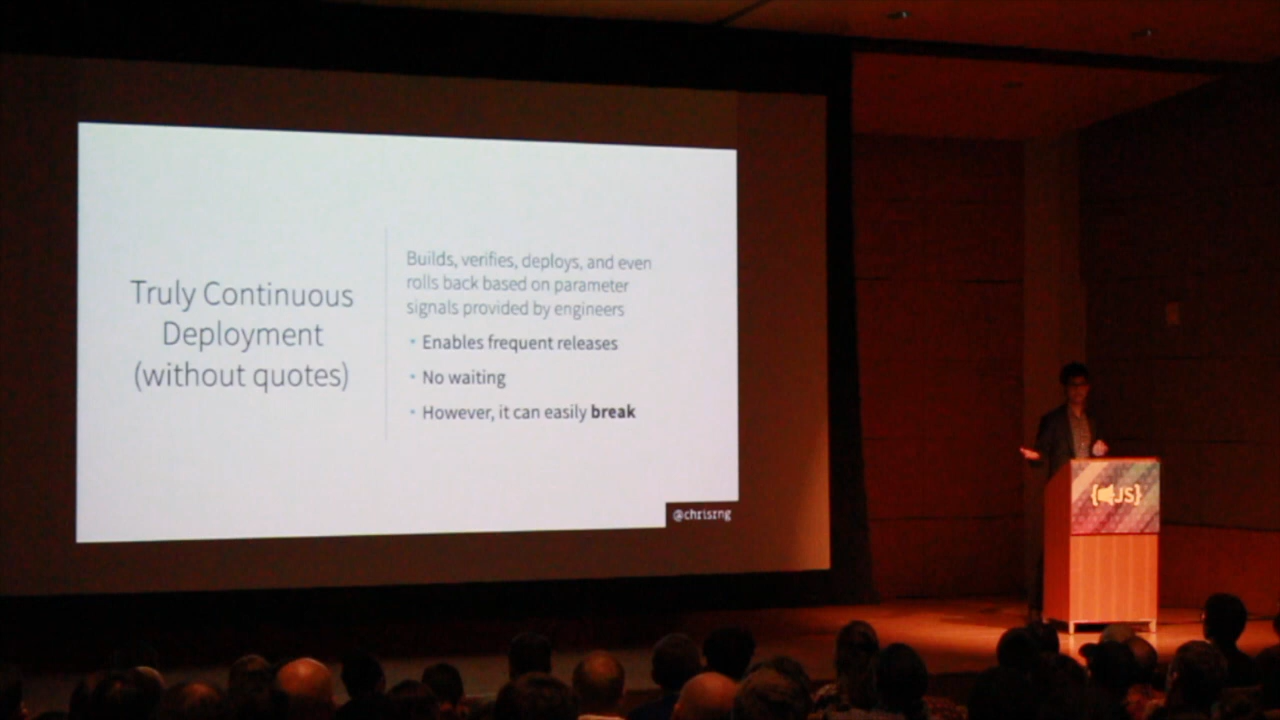 Truly Continuous
Deployment
(without quotes)
Builds, verifies, deploys, and even
rolls back based on parameter
signals provided by engineers
• Enables frequent releases
• No waiting
• However, it can easily break
@chrisrng
{JS}